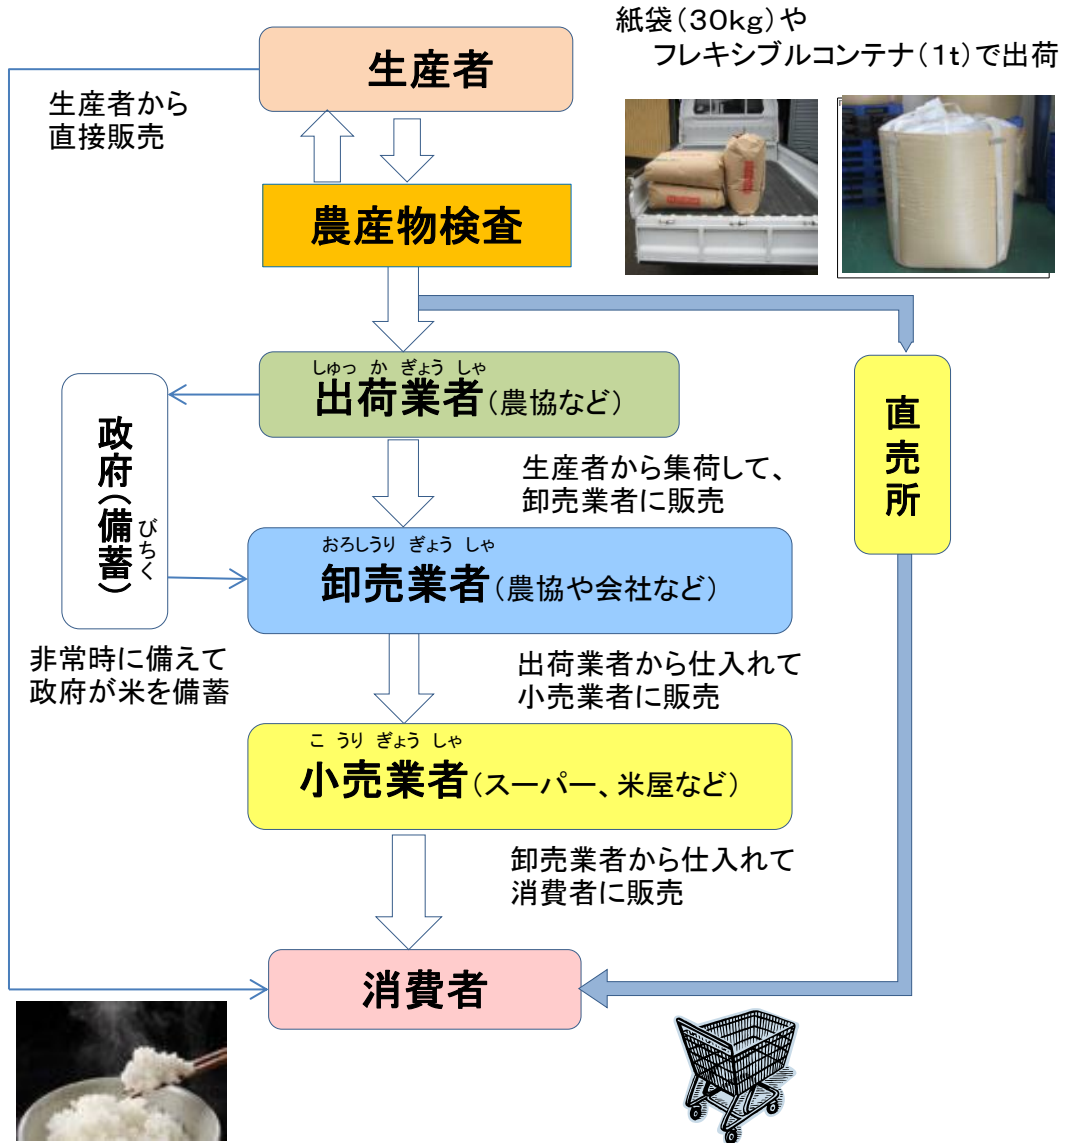 紙袋(30kg)や
フレキシブルコンテナ(1t)で出荷
生産者
生産者から
直接販売
農産物検査
しゅっ か ぎょう しゃ
出荷業者(農協など)
直売所
政府(備蓄)
びちく
生産者から集荷して、
卸売業者に販売
おろしうり ぎょう しゃ
卸売業者(農協や会社など)
非常時に備えて
政府が米を備蓄
出荷業者から仕入れて
小売業者に販売
こ うり ぎょう しゃ
小売業者(スーパー、米屋など)
卸売業者から仕入れて
消費者に販売
消費者